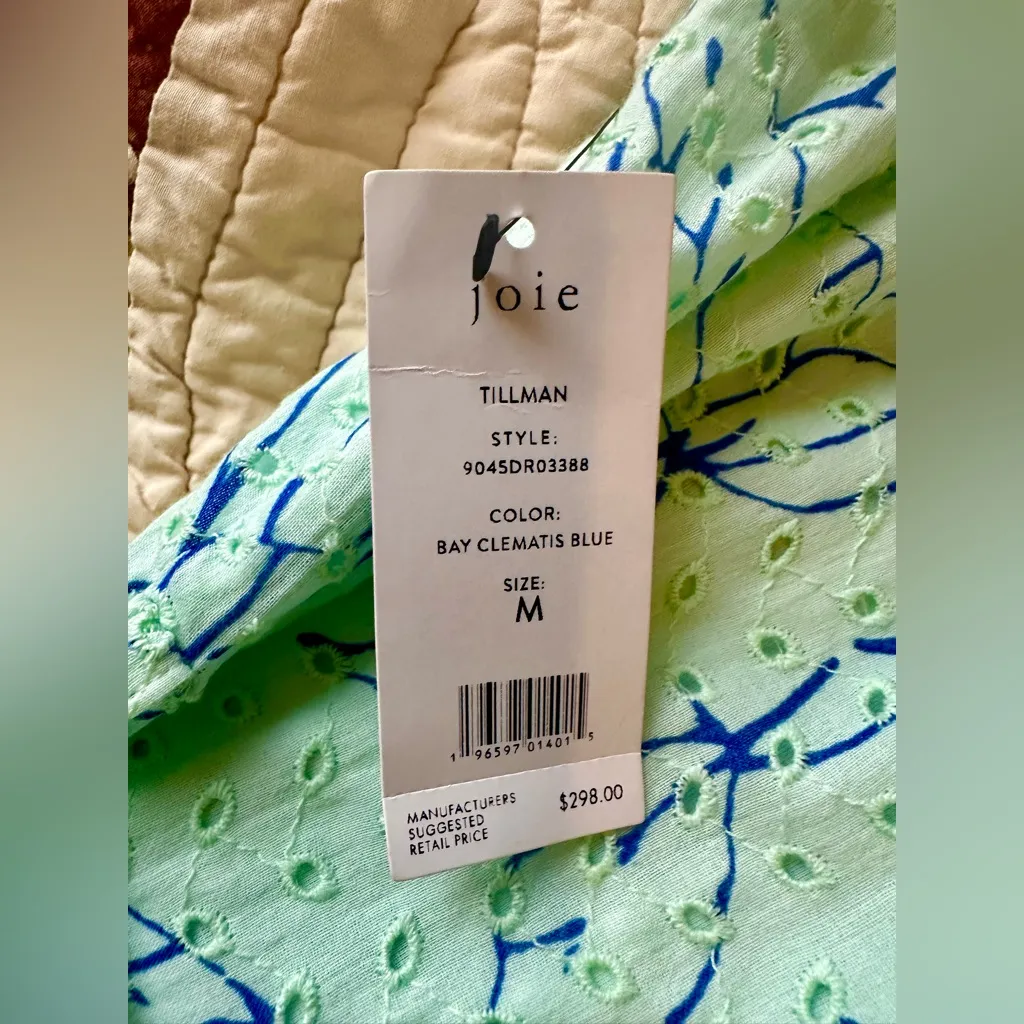 joie
TILLMAN
STYLE:
9045DR03388
COLOR:
BAY CLEMATIS BLUE
SIZE:
M
1 96597 01401 5
MANUFACTURERS
SUGGESTED
RETAIL PRICE
$298.00